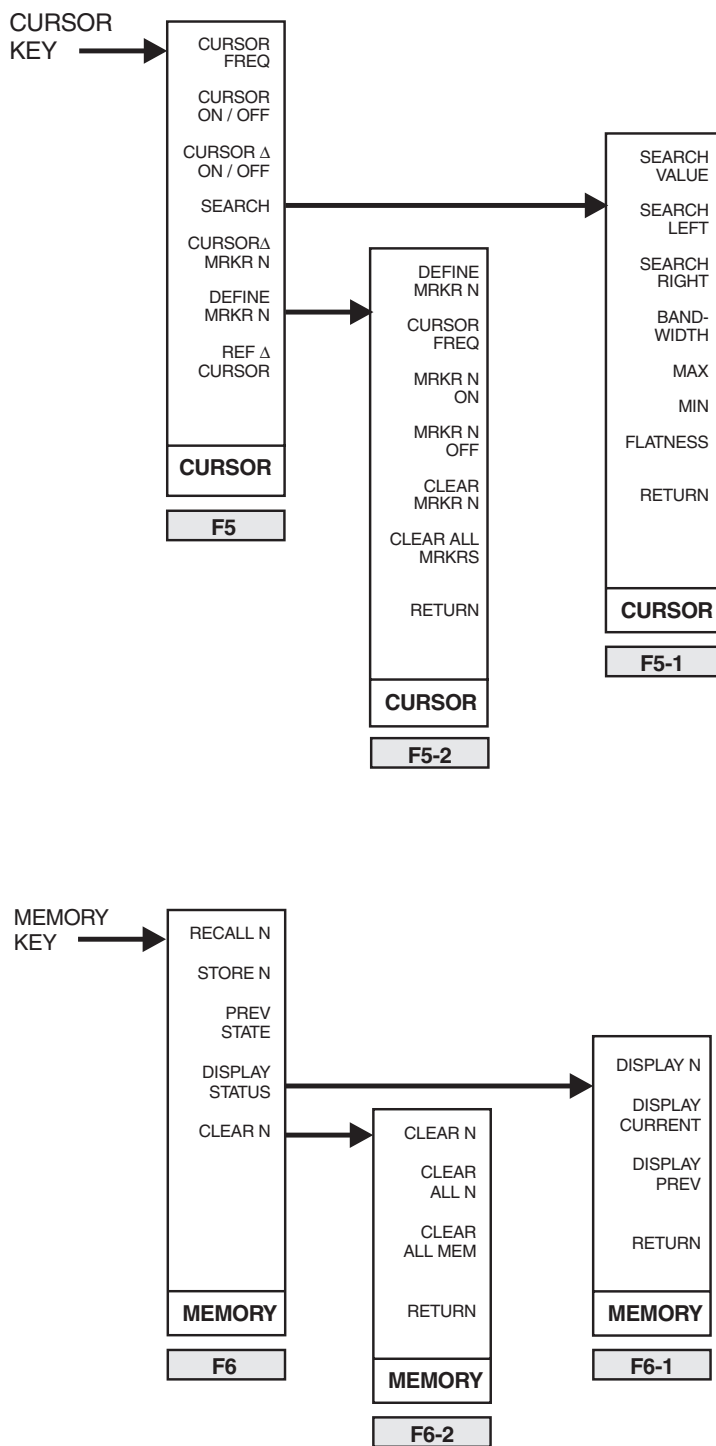 CURSOR
KEY
CURSOR
FREQ
CURSOR
ON / OFF
CURSOR Δ
ON / OFF
SEARCH
CURSORΔ
MRKR N
DEFINE
MRKR N
REF Δ
CURSOR
CURSOR
F5
DEFINE
MRKR N
CURSOR
FREQ
MRKR N
ON
MRKR N
OFF
CLEAR
MRKR N
CLEAR ALL
MRKRS
RETURN
CURSOR
F5-2
SEARCH
VALUE
SEARCH
LEFT
SEARCH
RIGHT
BAND-
WIDTH
MAX
MIN
FLATNESS
RETURN
CURSOR
F5-1
MEMORY
KEY
RECALL N
STORE N
PREV
STATE
DISPLAY
STATUS
CLEAR N
MEMORY
F6
CLEAR N
CLEAR
ALL N
CLEAR
ALL MEM
RETURN
MEMORY
F6-2
DISPLAY N
DISPLAY
CURRENT
DISPLAY
PREV
RETURN
MEMORY
F6-1